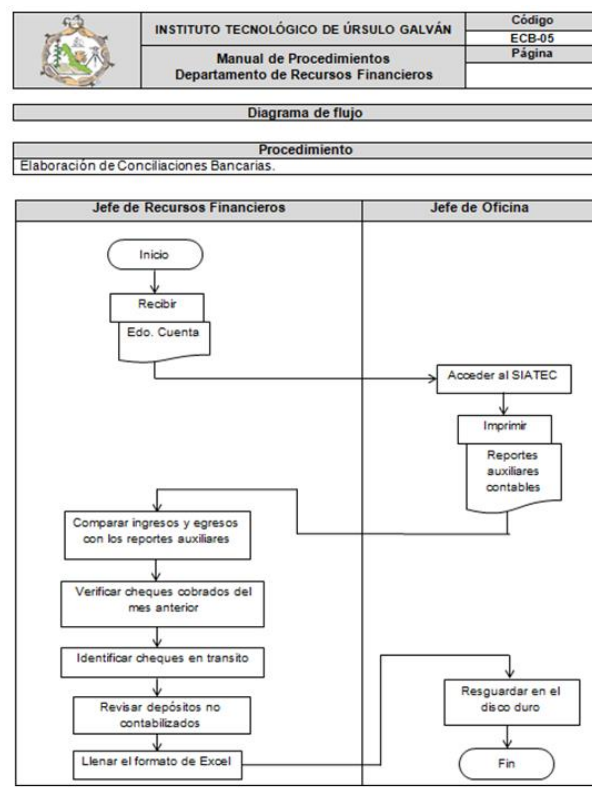 INSTITUTO TECNOLÓGICO DE ÚRSULO GALVÁN
Código
ECB-05
Manual de Procedimientos
Departamento de Recursos Financieros
Página
Diagrama de flujo
Procedimiento
Elaboración de Conciliaciones Bancarias.
Jefe de Recursos Financieros
Jefe de Oficina
Inicio
Recibir
Edo. Cuenta
Acceder al SIATEC
Imprimir
Reportes
auxiliares
contables
Comparar ingresos y egresos
con los reportes auxiliares
Verificar cheques cobrados del
mes anterior
Identificar cheques en transito
Revisar depósitos no
contabilizados
Llenar el formato de Excel
Resguardar en el
disco duro
Fin